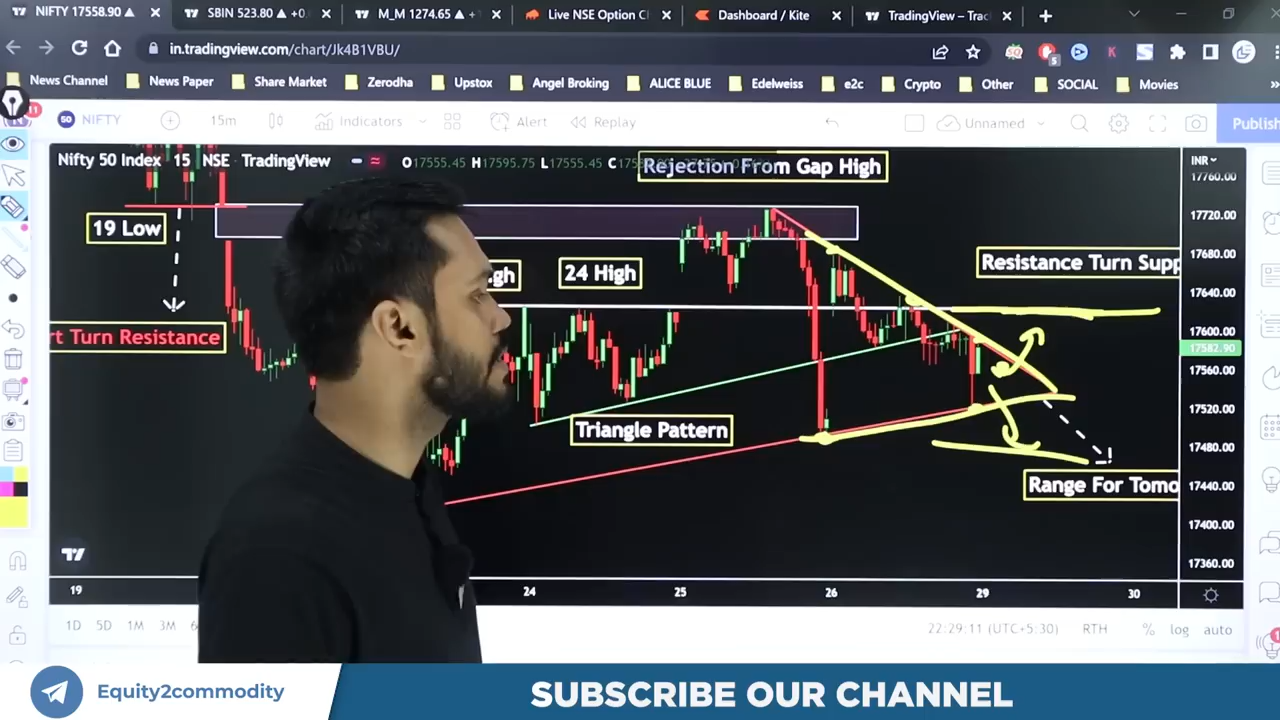 NIFTY 17558.90 ▲
SBIN 523.80 ▲ +0.
M_M 1274.65 ▲ +1
Live NSE Option C
Dashboard / Kite
TradingView – Trac
in.tradingview.com/chart/Jk4B1VBU/
News Channel
News Paper
Share Market
Zerodha
Upstox
Angel Broking
ALICE BLUE
Edelweiss
e2c
Crypto
Other
SOCIAL
Movies
11
50 NIFTY
15m
Indicators
Alert
Replay
Unnamed
Publish
Nifty 50 Index 15 NSE TradingView
O17555.45 H17595.75 L17555.45
Rejection From Gap High
INR
17760.00
17720.00
17680.00
17640.00
17600.00
17582.90
17560.00
17520.00
17480.00
17440.00
17400.00
17360.00
19 Low
24 High
Resistance Turn Supp
rt Turn Resistance
Triangle Pattern
Range For Tomo
19
24
25
26
29
30
1D 5D 1M 3M
22:29:11 (UTC+5:30)
RTH
% log auto
Equity2commodity
SUBSCRIBE OUR CHANNEL